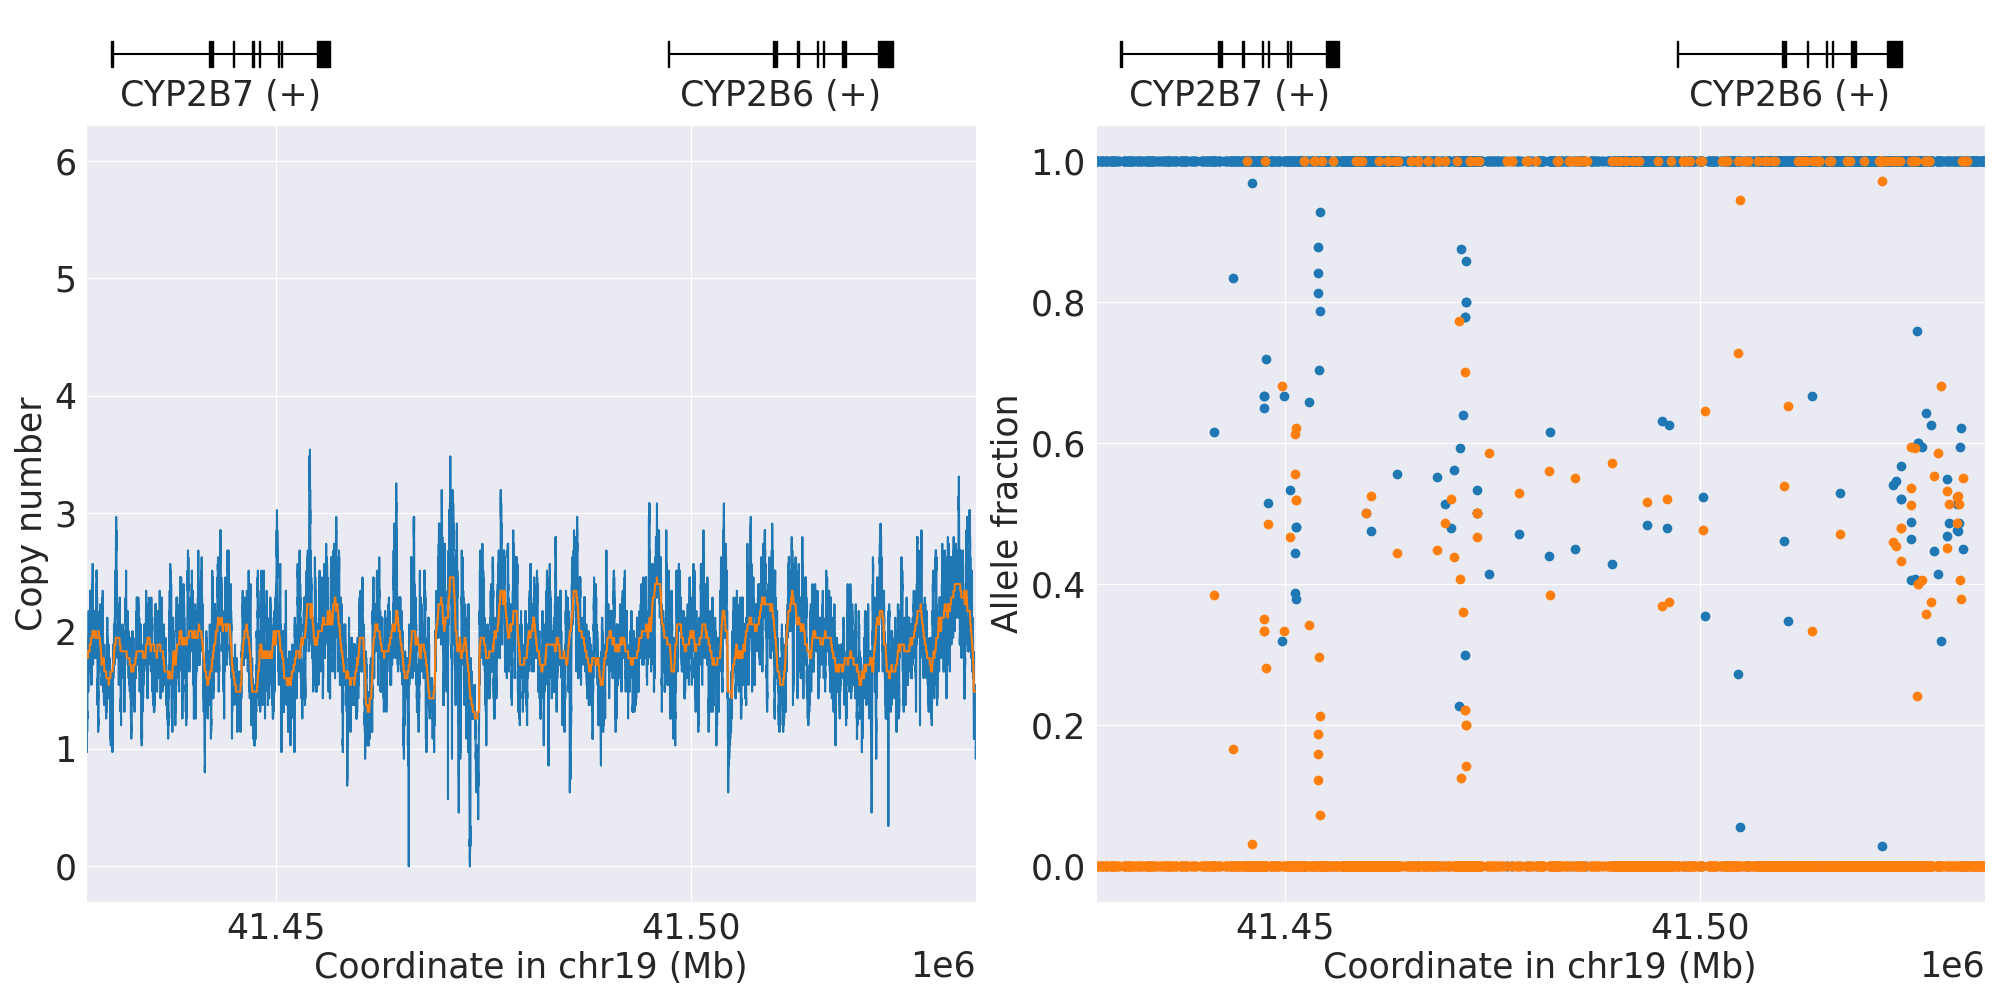 CYP2B7 (+)
CYP2B6 (+)
6
5
4
3
2
1
0
Copy number
41.45
41.50
Coordinate in chr19 (Mb)
1e6
CYP2B7 (+)
CYP2B6 (+)
1.0
0.8
0.6
0.4
0.2
0.0
Allele fraction
41.45
41.50
Coordinate in chr19 (Mb)
1e6